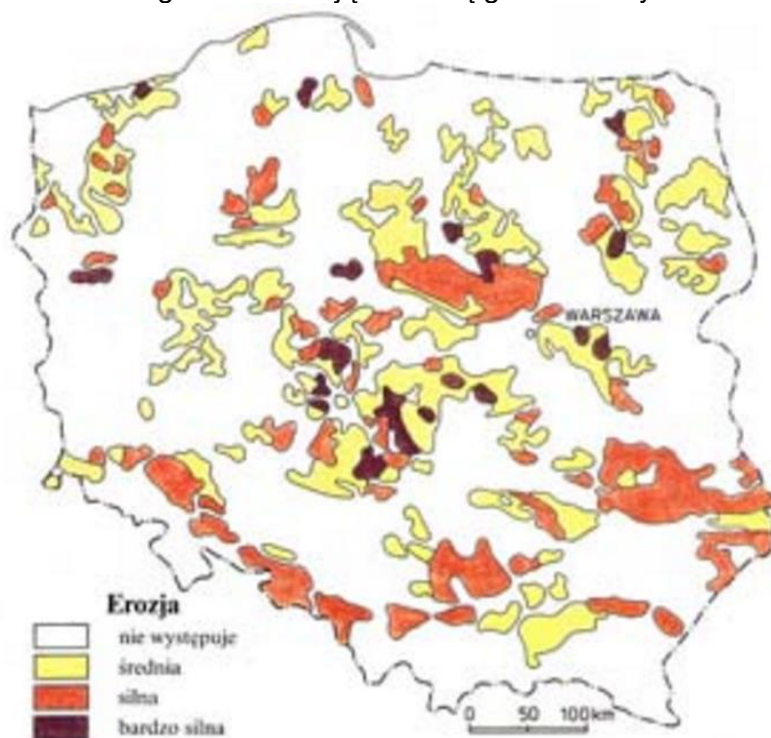 WARSZAWA
Erozja
nie występuje
średnia
silna
bardzo silna
0 50 100km